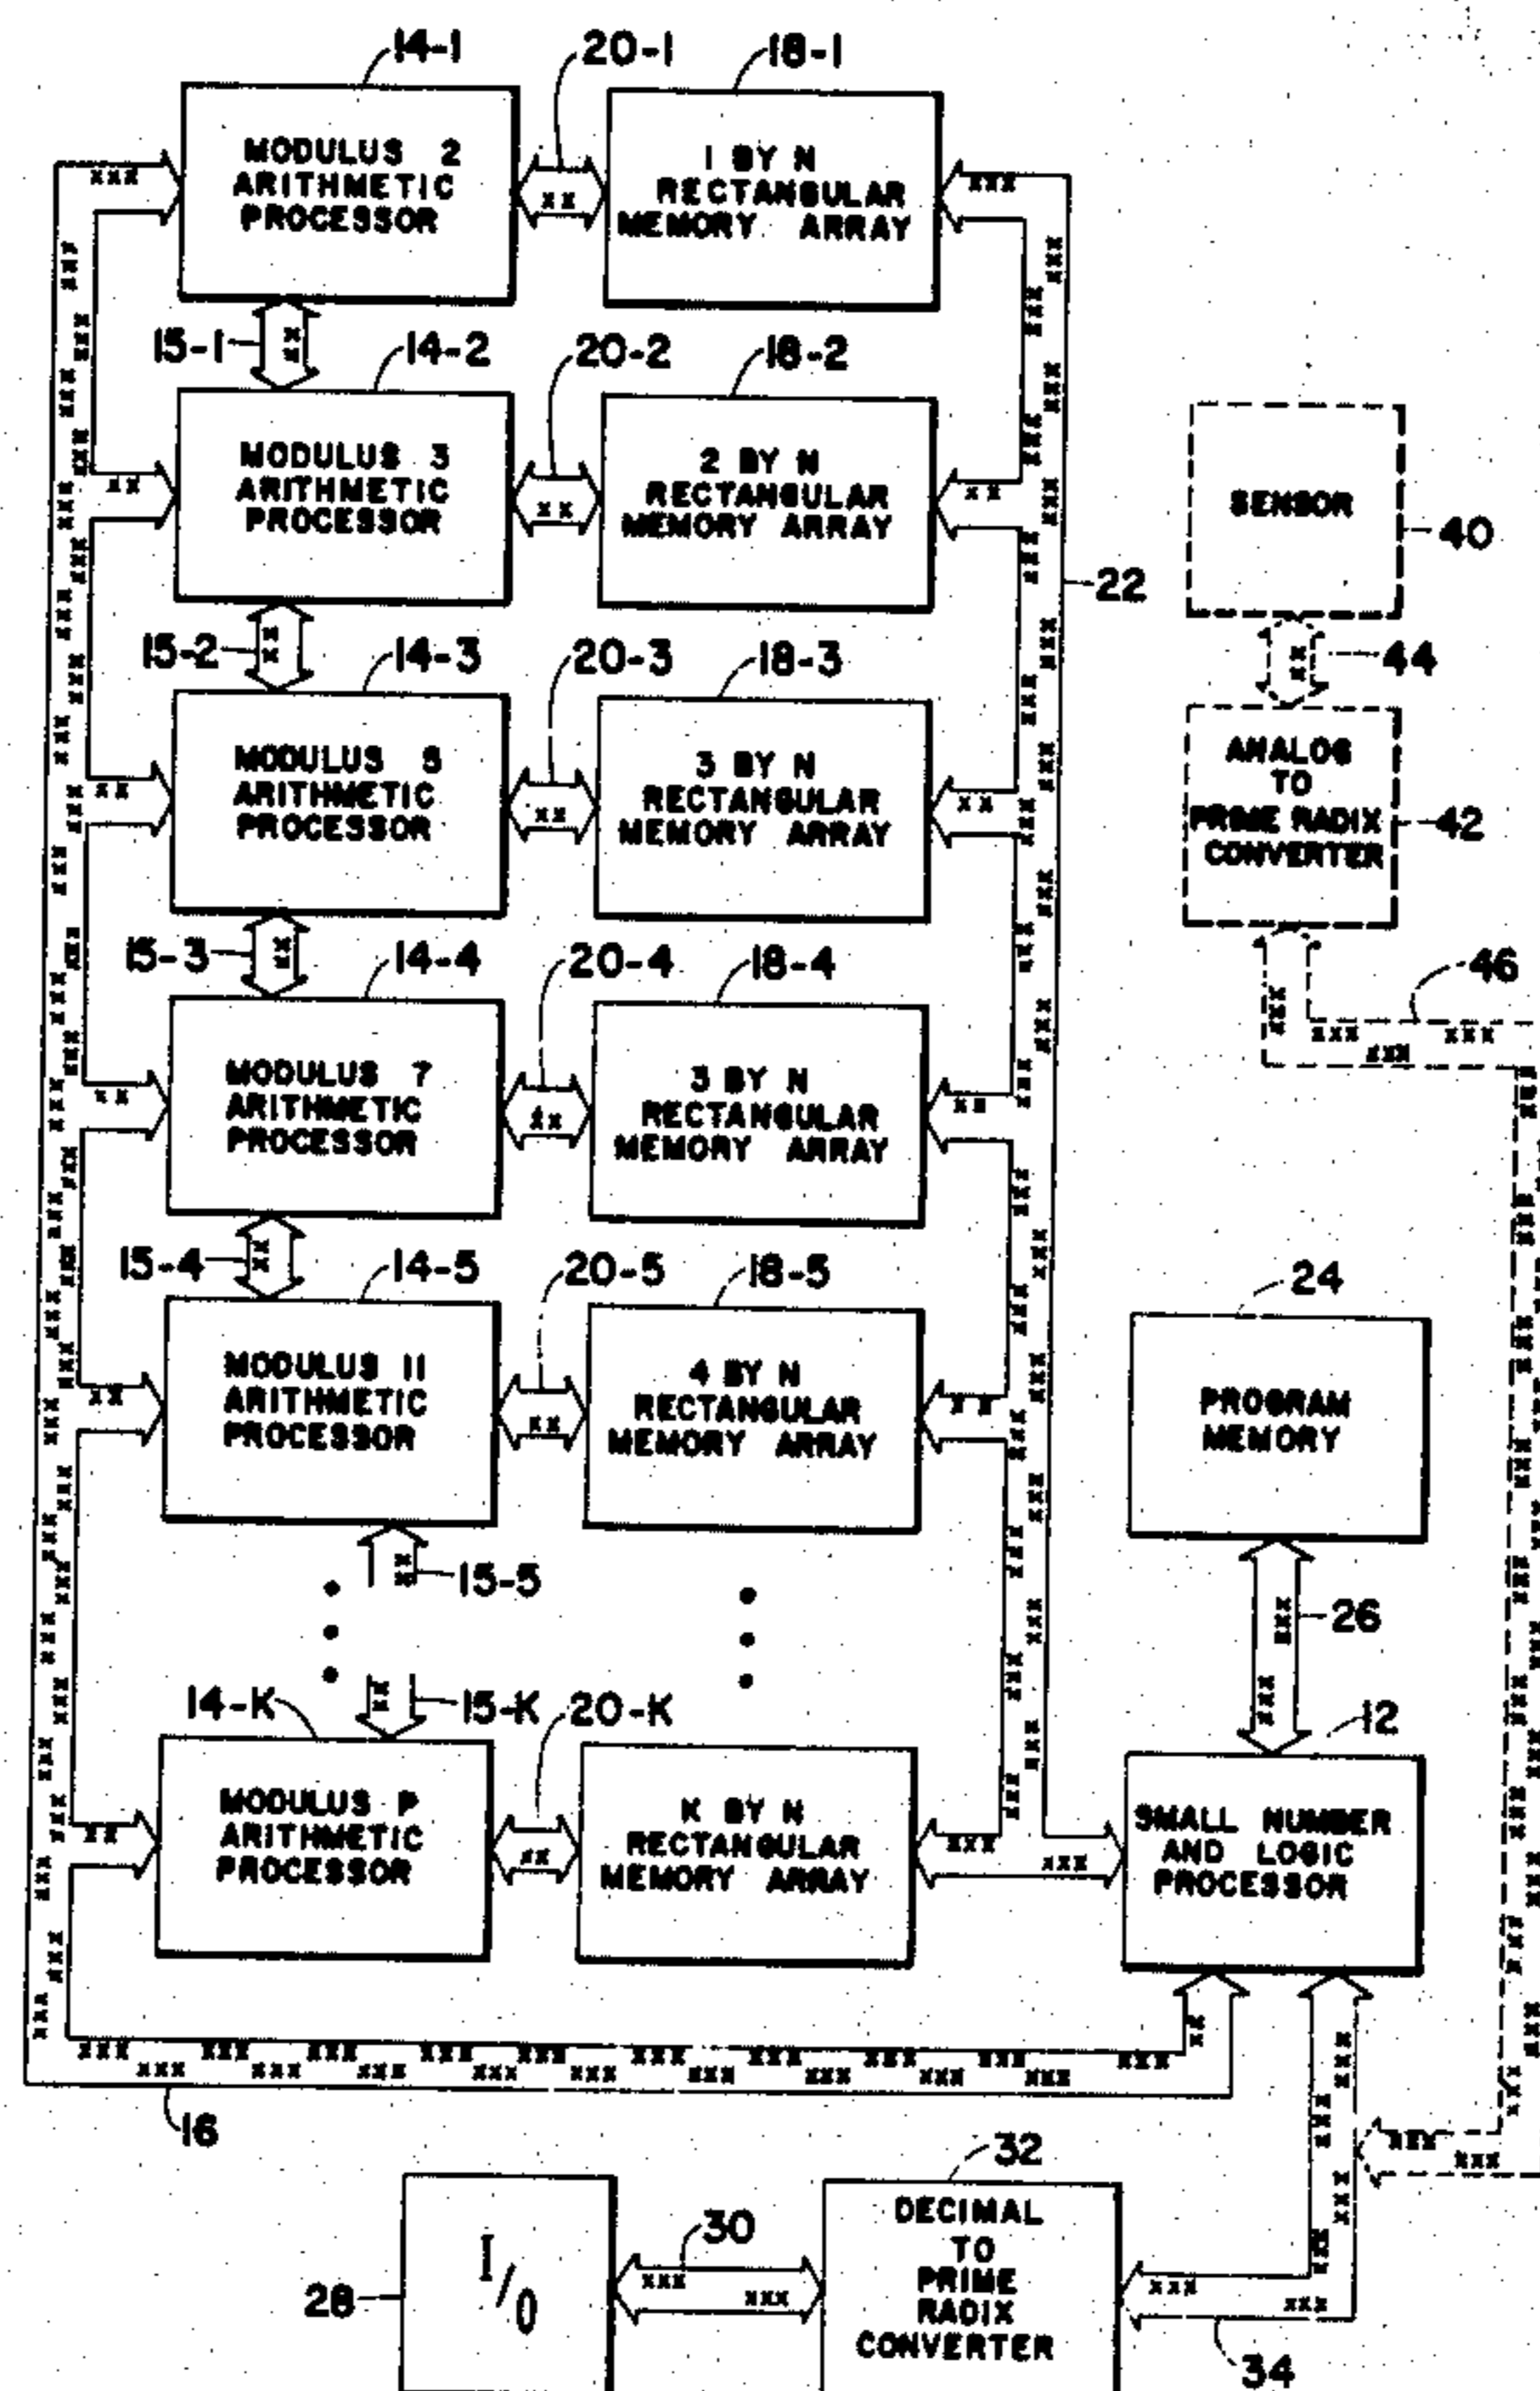 14-1
20-1
18-1
MODULUS 2
ARITHMETIC
PROCESSOR
1 BY N
RECTANGULAR
MEMORY ARRAY
15-1
14-2
20-2
18-2
MODULUS 3
ARITHMETIC
PROCESSOR
2 BY N
RECTANGULAR
MEMORY ARRAY
SENSOR
40
22
15-2
14-3
20-3
18-3
44
MODULUS 5
ARITHMETIC
PROCESSOR
3 BY N
RECTANGULAR
MEMORY ARRAY
ANALOG
TO
PRIME RADIX
CONVERTER
42
15-3
14-4
20-4
18-4
46
MODULUS 7
ARITHMETIC
PROCESSOR
3 BY N
RECTANGULAR
MEMORY ARRAY
15-4
14-5
20-5
18-5
24
MODULUS 11
ARITHMETIC
PROCESSOR
4 BY N
RECTANGULAR
MEMORY ARRAY
PROGRAM
MEMORY
15-5
26
14-K
15-K
20-K
12
MODULUS P
ARITHMETIC
PROCESSOR
K BY N
RECTANGULAR
MEMORY ARRAY
SMALL NUMBER
AND LOGIC
PROCESSOR
16
32
28
I/O
30
DECIMAL
TO
PRIME
RADIX
CONVERTER
34